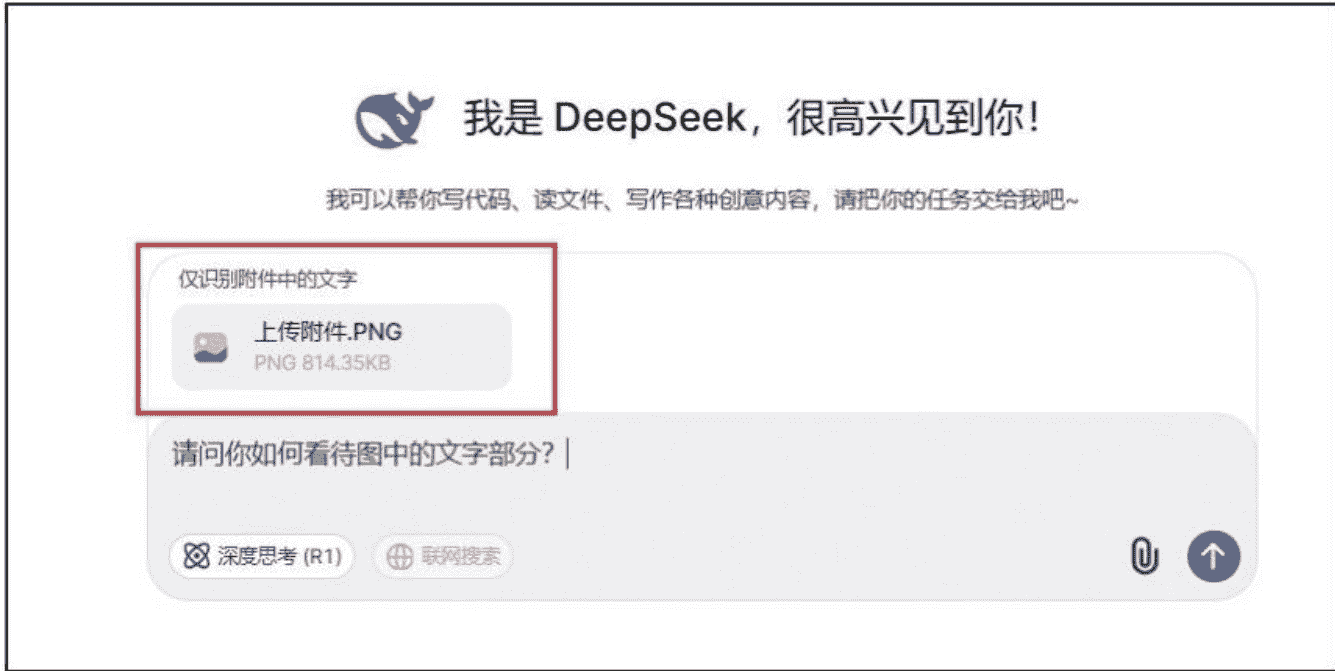 我是 DeepSeek，很高兴见到你！
我可以帮你写代码、读文件、写作各种创意内容，请把你的任务交给我吧~
仅识别附件中的文字
上传附件.PNG
PNG 814.35KB
请问你如何看待图中的文字部分？
深度思考 (R1) 联网搜索